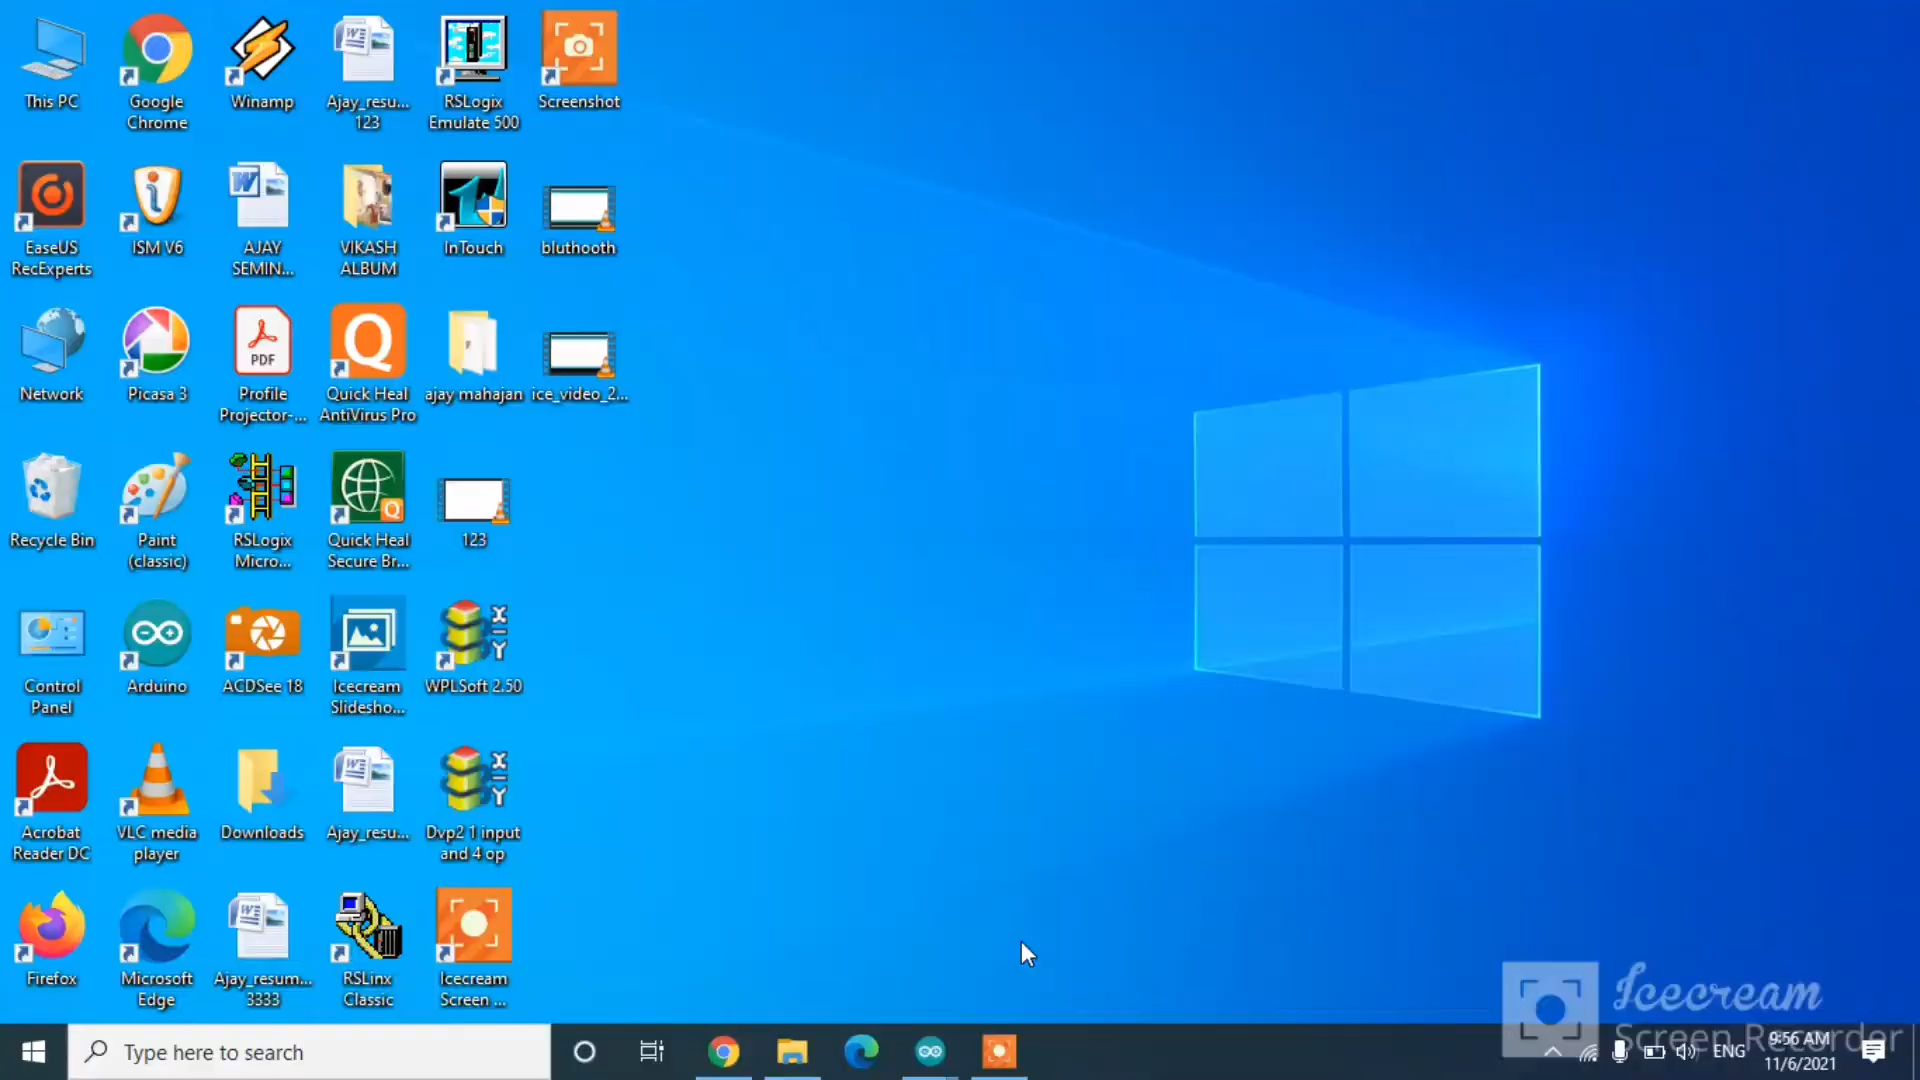 This PC
Google
Chrome
Winamp
Ajay_resu...
123
RSLogix
Emulate 500
Screenshot
EaseUS
RecExperts
ISM V6
AJAY
SEMIN...
VIKASH
ALBUM
InTouch
bluthooth
Network
Picasa 3
PDF
Profile
Projector-...
Quick Heal
AntiVirus Pro
ajay mahajan
ice_video_2...
Recycle Bin
Paint
(classic)
RSLogix
Micro...
Quick Heal
Secure Br...
123
Control
Panel
Arduino
ACDSee 18
Icecream
Slidesho...
X
Y
WPLSoft 2.50
Acrobat
Reader DC
VLC media
player
Downloads
Ajay_resu...
X
Y
Dvp2 1 input
and 4 op
Firefox
Microsoft
Edge
Ajay_resum...
3333
RSLinx
Classic
Icecream
Screen ...
Icecream
Screen Recorder
Type here to search
ENG
9:56 AM
11/6/2021